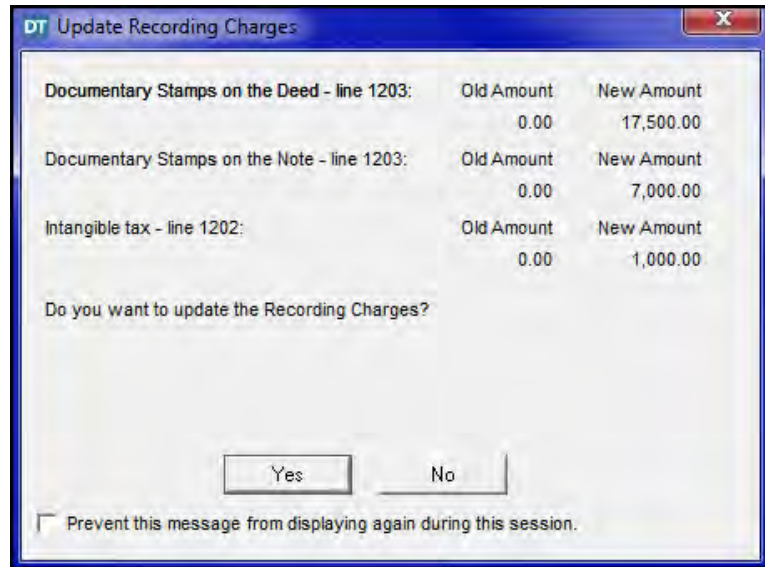 DT Update Recording Charges
X
Documentary Stamps on the Deed - line 1203: Old Amount New Amount
0.00 17,500.00
Documentary Stamps on the Note - line 1203: Old Amount New Amount
0.00 7,000.00
Intangible tax - line 1202: Old Amount New Amount
0.00 1,000.00
Do you want to update the Recording Charges?
Yes No
Prevent this message from displaying again during this session.